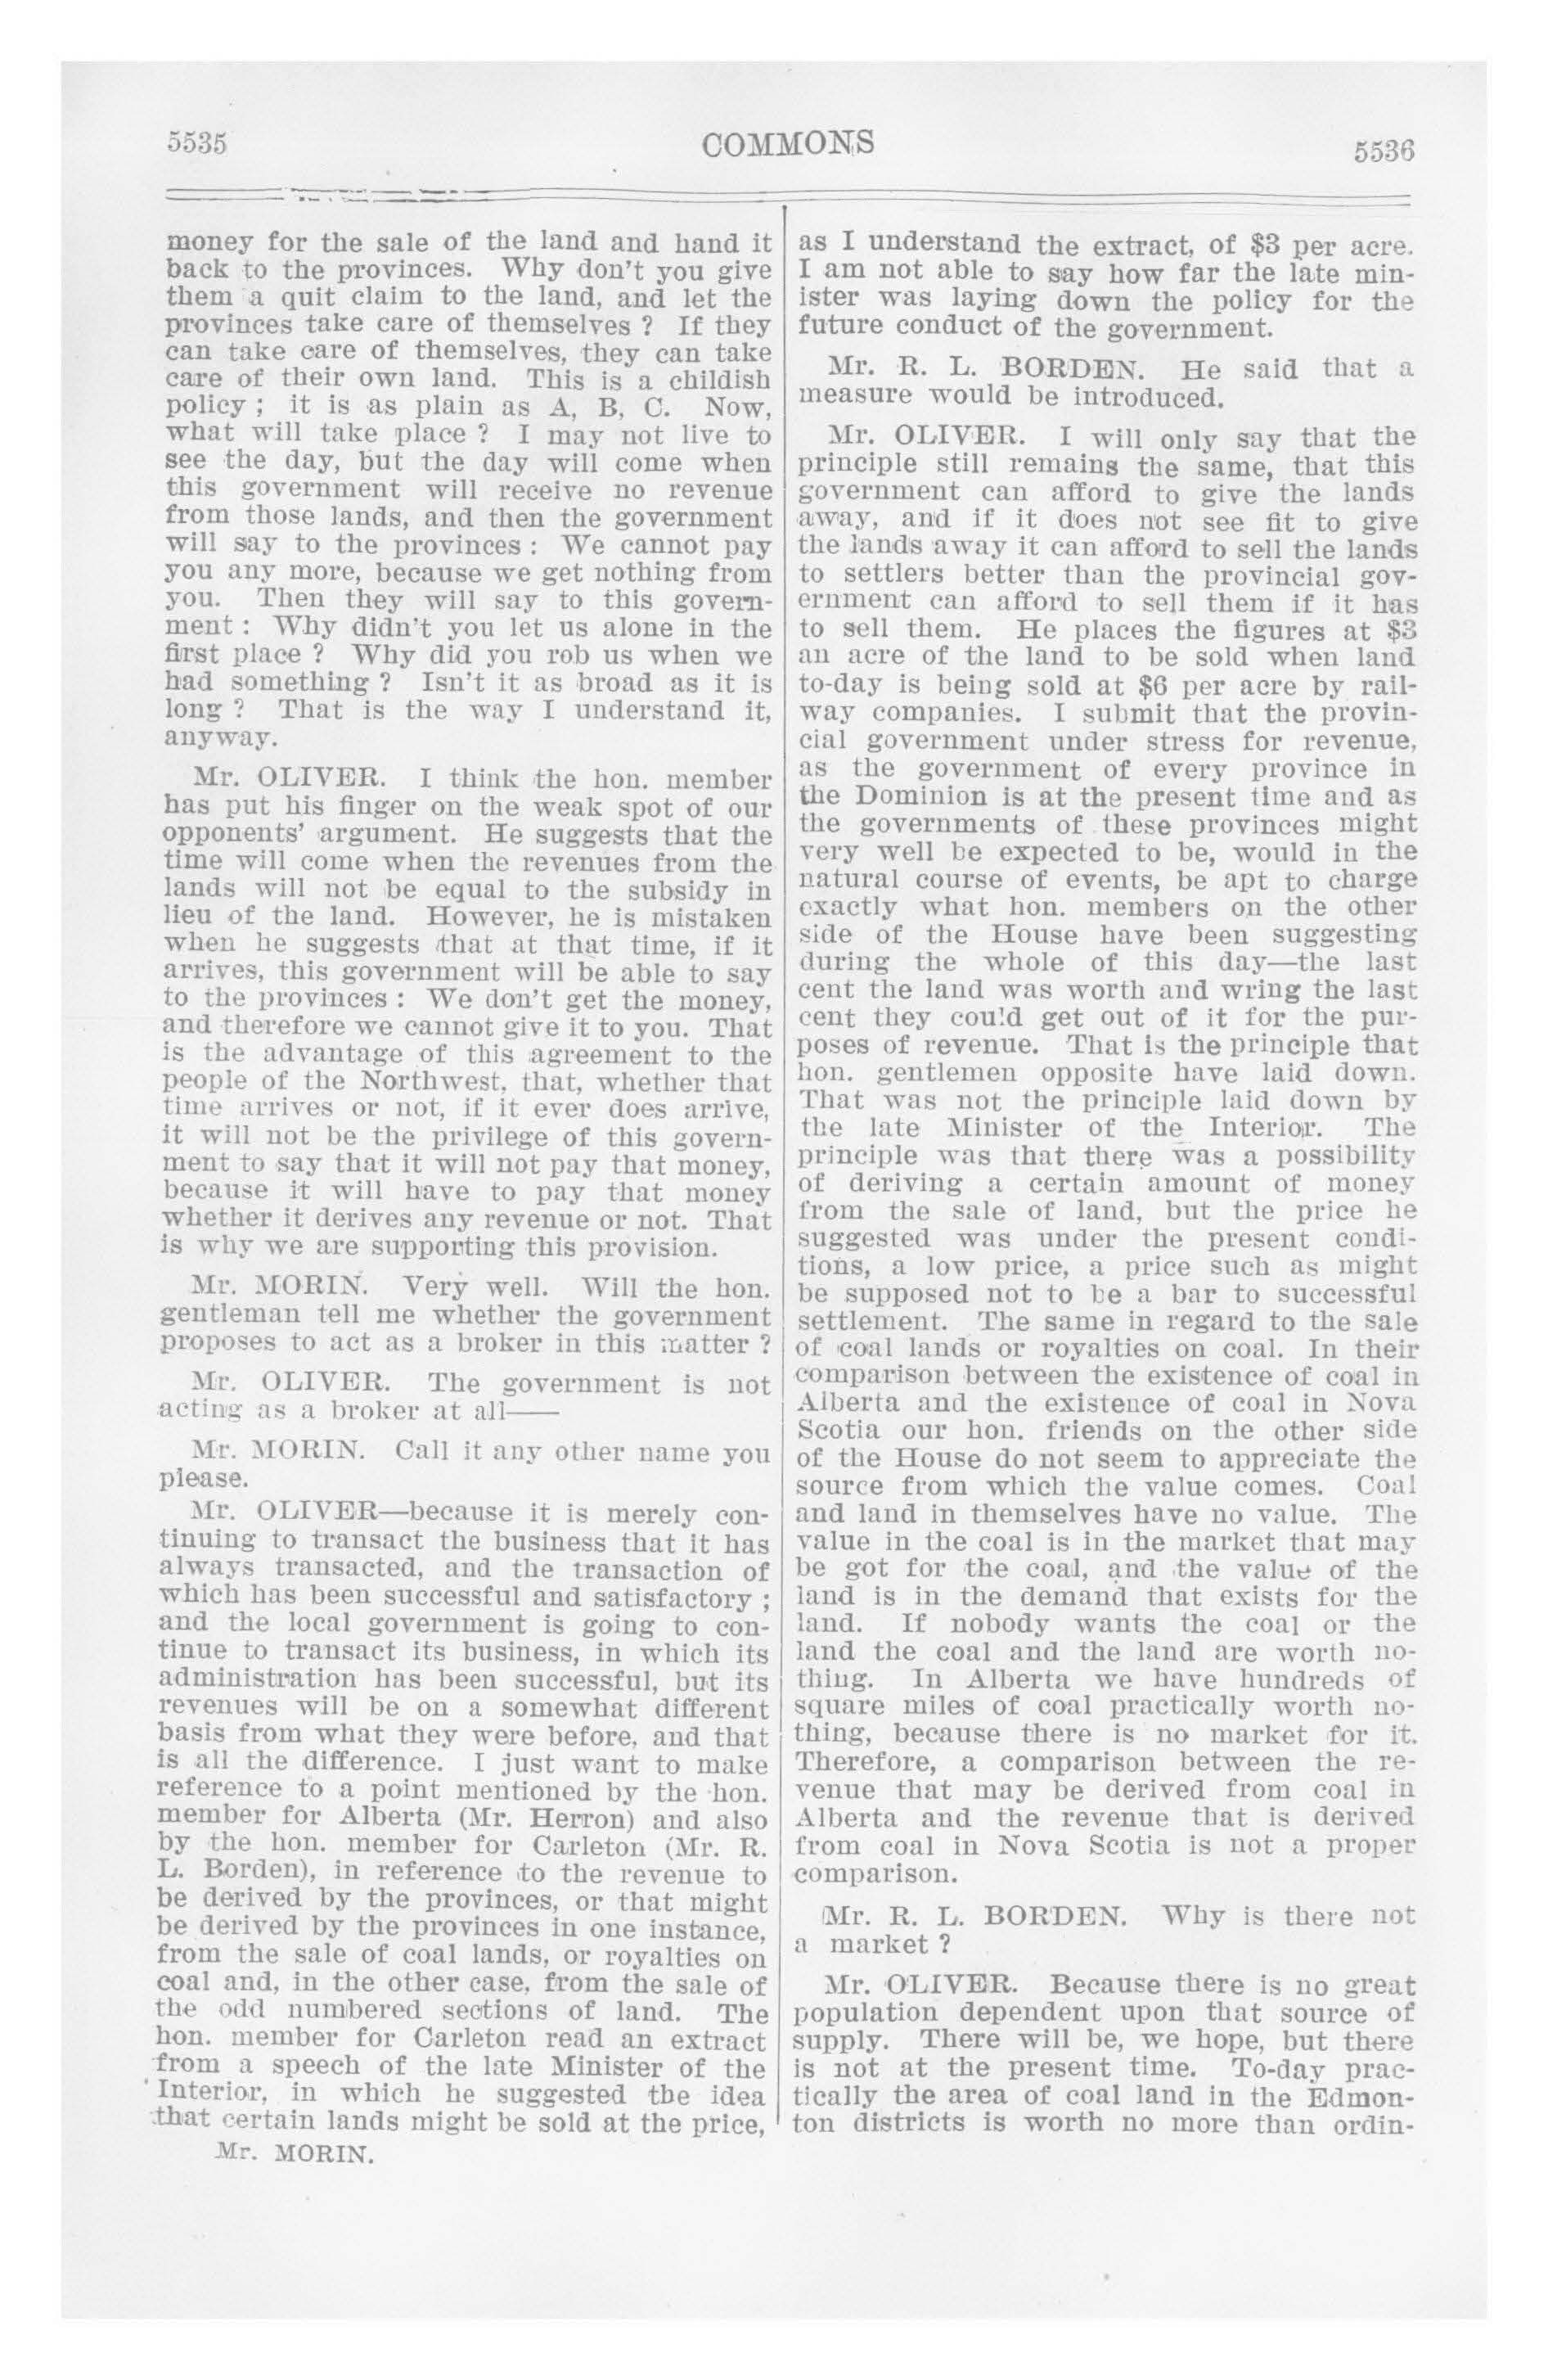 5535
COMMONS
5536
money for the sale of the land and hand it
back to the provinces. Why don't you give
them a quit claim to the land, and let the
provinces take care of themselves ? If they
can take care of themselves, they can take
care of their own land. This is a childish
policy ; it is as plain as A, B, C. Now,
what will take place ? I may not live to
see the day, but the day will come when
this government will receive no revenue
from those lands, and then the government
will say to the provinces : We cannot pay
you any more, because we get nothing from
you. Then they will say to this govern-
ment : Why didn't you let us alone in the
first place ? Why did you rob us when we
had something ? Isn't it as broad as it is
long ? That is the way I understand it,
anyway.
Mr. OLIVER. I think the hon. member
has put his finger on the weak spot of our
opponents' argument. He suggests that the
time will come when the revenues from the
lands will not be equal to the subsidy in
lieu of the land. However, he is mistaken
when he suggests that at that time, if it
arrives, this government will be able to say
to the provinces : We don't get the money,
and therefore we cannot give it to you. That
is the advantage of this agreement to the
people of the Northwest, that, whether that
time arrives or not, if it ever does arrive,
it will not be the privilege of this govern-
ment to say that it will not pay that money,
because it will have to pay that money
whether it derives any revenue or not. That
is why we are supporting this provision.
Mr. MORIN. Very well. Will the hon.
gentleman tell me whether the government
proposes to act as a broker in this matter ?
Mr. OLIVER. The government is not
acting as a broker at all——
Mr. MORIN. Call it any other name you
please.
Mr. OLIVER—because it is merely con-
tinuing to transact the business that it has
always transacted, and the transaction of
which has been successful and satisfactory ;
and the local government is going to con-
tinue to transact its business, in which its
administration has been successful, but its
revenues will be on a somewhat different
basis from what they were before, and that
is all the difference. I just want to make
reference to a point mentioned by the hon.
member for Alberta (Mr. Herron) and also
by the hon. member for Carleton (Mr. R.
L. Borden), in reference to the revenue to
be derived by the provinces, or that might
be derived by the provinces in one instance,
from the sale of coal lands, or royalties on
coal and, in the other case, from the sale of
the odd numbered sections of land. The
hon. member for Carleton read an extract
from a speech of the late Minister of the
Interior, in which he suggested the idea
that certain lands might be sold at the price,
Mr. MORIN.
as I understand the extract, of $3 per acre.
I am not able to say how far the late min-
ister was laying down the policy for the
future conduct of the government.
Mr. R. L. BORDEN. He said that a
measure would be introduced.
Mr. OLIVER. I will only say that the
principle still remains the same, that this
government can afford to give the lands
away, and if it does not see fit to give
the lands away it can afford to sell the lands
to settlers better than the provincial gov-
ernment can afford to sell them if it has
to sell them. He places the figures at $3
an acre of the land to be sold when land
to-day is being sold at $6 per acre by rail-
way companies. I submit that the provin-
cial government under stress for revenue,
as the government of every province in
the Dominion is at the present time and as
the governments of these provinces might
very well be expected to be, would in the
natural course of events, be apt to charge
exactly what hon. members on the other
side of the House have been suggesting
during the whole of this day—the last
cent the land was worth and wring the last
cent they could get out of it for the pur-
poses of revenue. That is the principle that
hon. gentlemen opposite have laid down.
That was not the principle laid down by
the late Minister of the Interior. The
principle was that there was a possibility
of deriving a certain amount of money
from the sale of land, but the price he
suggested was under the present condi-
tions, a low price, a price such as might
be supposed not to be a bar to successful
settlement. The same in regard to the sale
of coal lands or royalties on coal. In their
comparison between the existence of coal in
Alberta and the existence of coal in Nova
Scotia our hon. friends on the other side
of the House do not seem to appreciate the
source from which the value comes. Coal
and land in themselves have no value. The
value in the coal is in the market that may
be got for the coal, and the value of the
land is in the demand that exists for the
land. If nobody wants the coal or the
land the coal and the land are worth no-
thing. In Alberta we have hundreds of
square miles of coal practically worth no-
thing, because there is no market for it.
Therefore, a comparison between the re-
venue that may be derived from coal in
Alberta and the revenue that is derived
from coal in Nova Scotia is not a proper
comparison.
Mr. R. L. BORDEN. Why is there not
a market ?
Mr. OLIVER. Because there is no great
population dependent upon that source of
supply. There will be, we hope, but there
is not at the present time. To-day prac-
tically the area of coal land in the Edmon-
ton districts is worth no more than ordin-